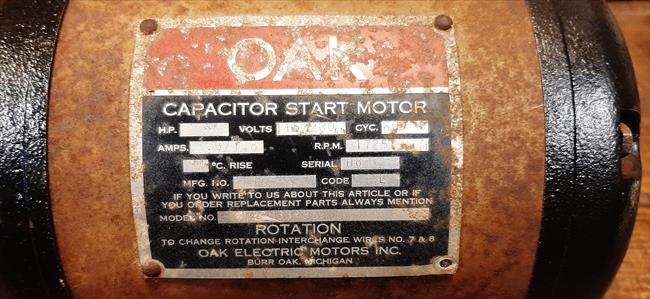 OAK
CAPACITOR START MOTOR
H.P. VOLTS CYC.
AMPS. R.P.M. 1725
°C. RISE SERIAL
MFG. NO. CODE L
IF YOU WRITE TO US ABOUT THIS ARTICLE OR IF
YOU ORDER REPLACEMENT PARTS ALWAYS MENTION
MODEL NO.
ROTATION
TO CHANGE ROTATION INTERCHANGE WIRES NO. 7 & 8
OAK ELECTRIC MOTORS INC.
BURR OAK, MICHIGAN